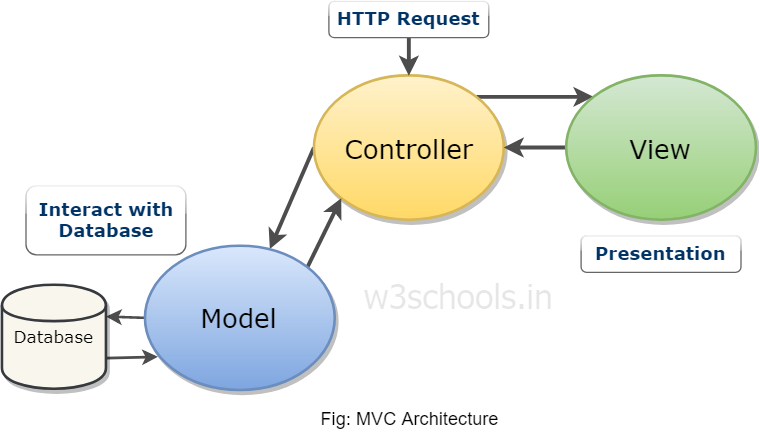 HTTP Request
Controller
View
Interact with
Database
Presentation
Model
w3schools.in
Database
Fig: MVC Architecture